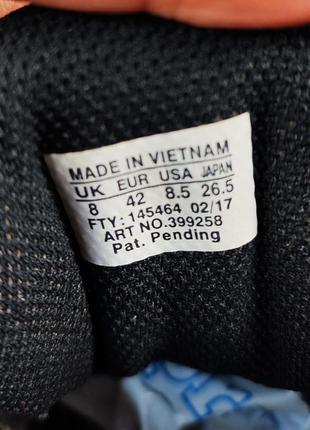 MADE IN VIETNAM
UK EUR USA JAPAN
8 42 8.5 26.5
FTY: 145464 02/17
ART NO.399258
Pat. Pending